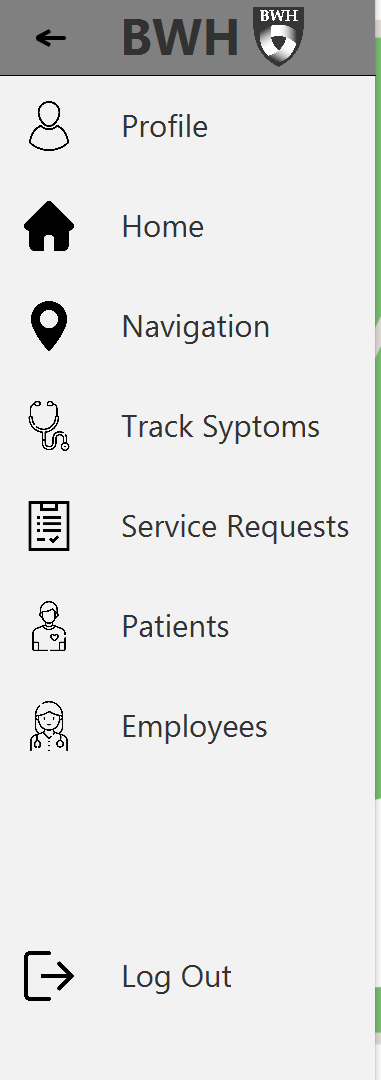 BWH
BWH
Profile
Home
Navigation
Track Syptoms
Service Requests
Patients
Employees
Log Out